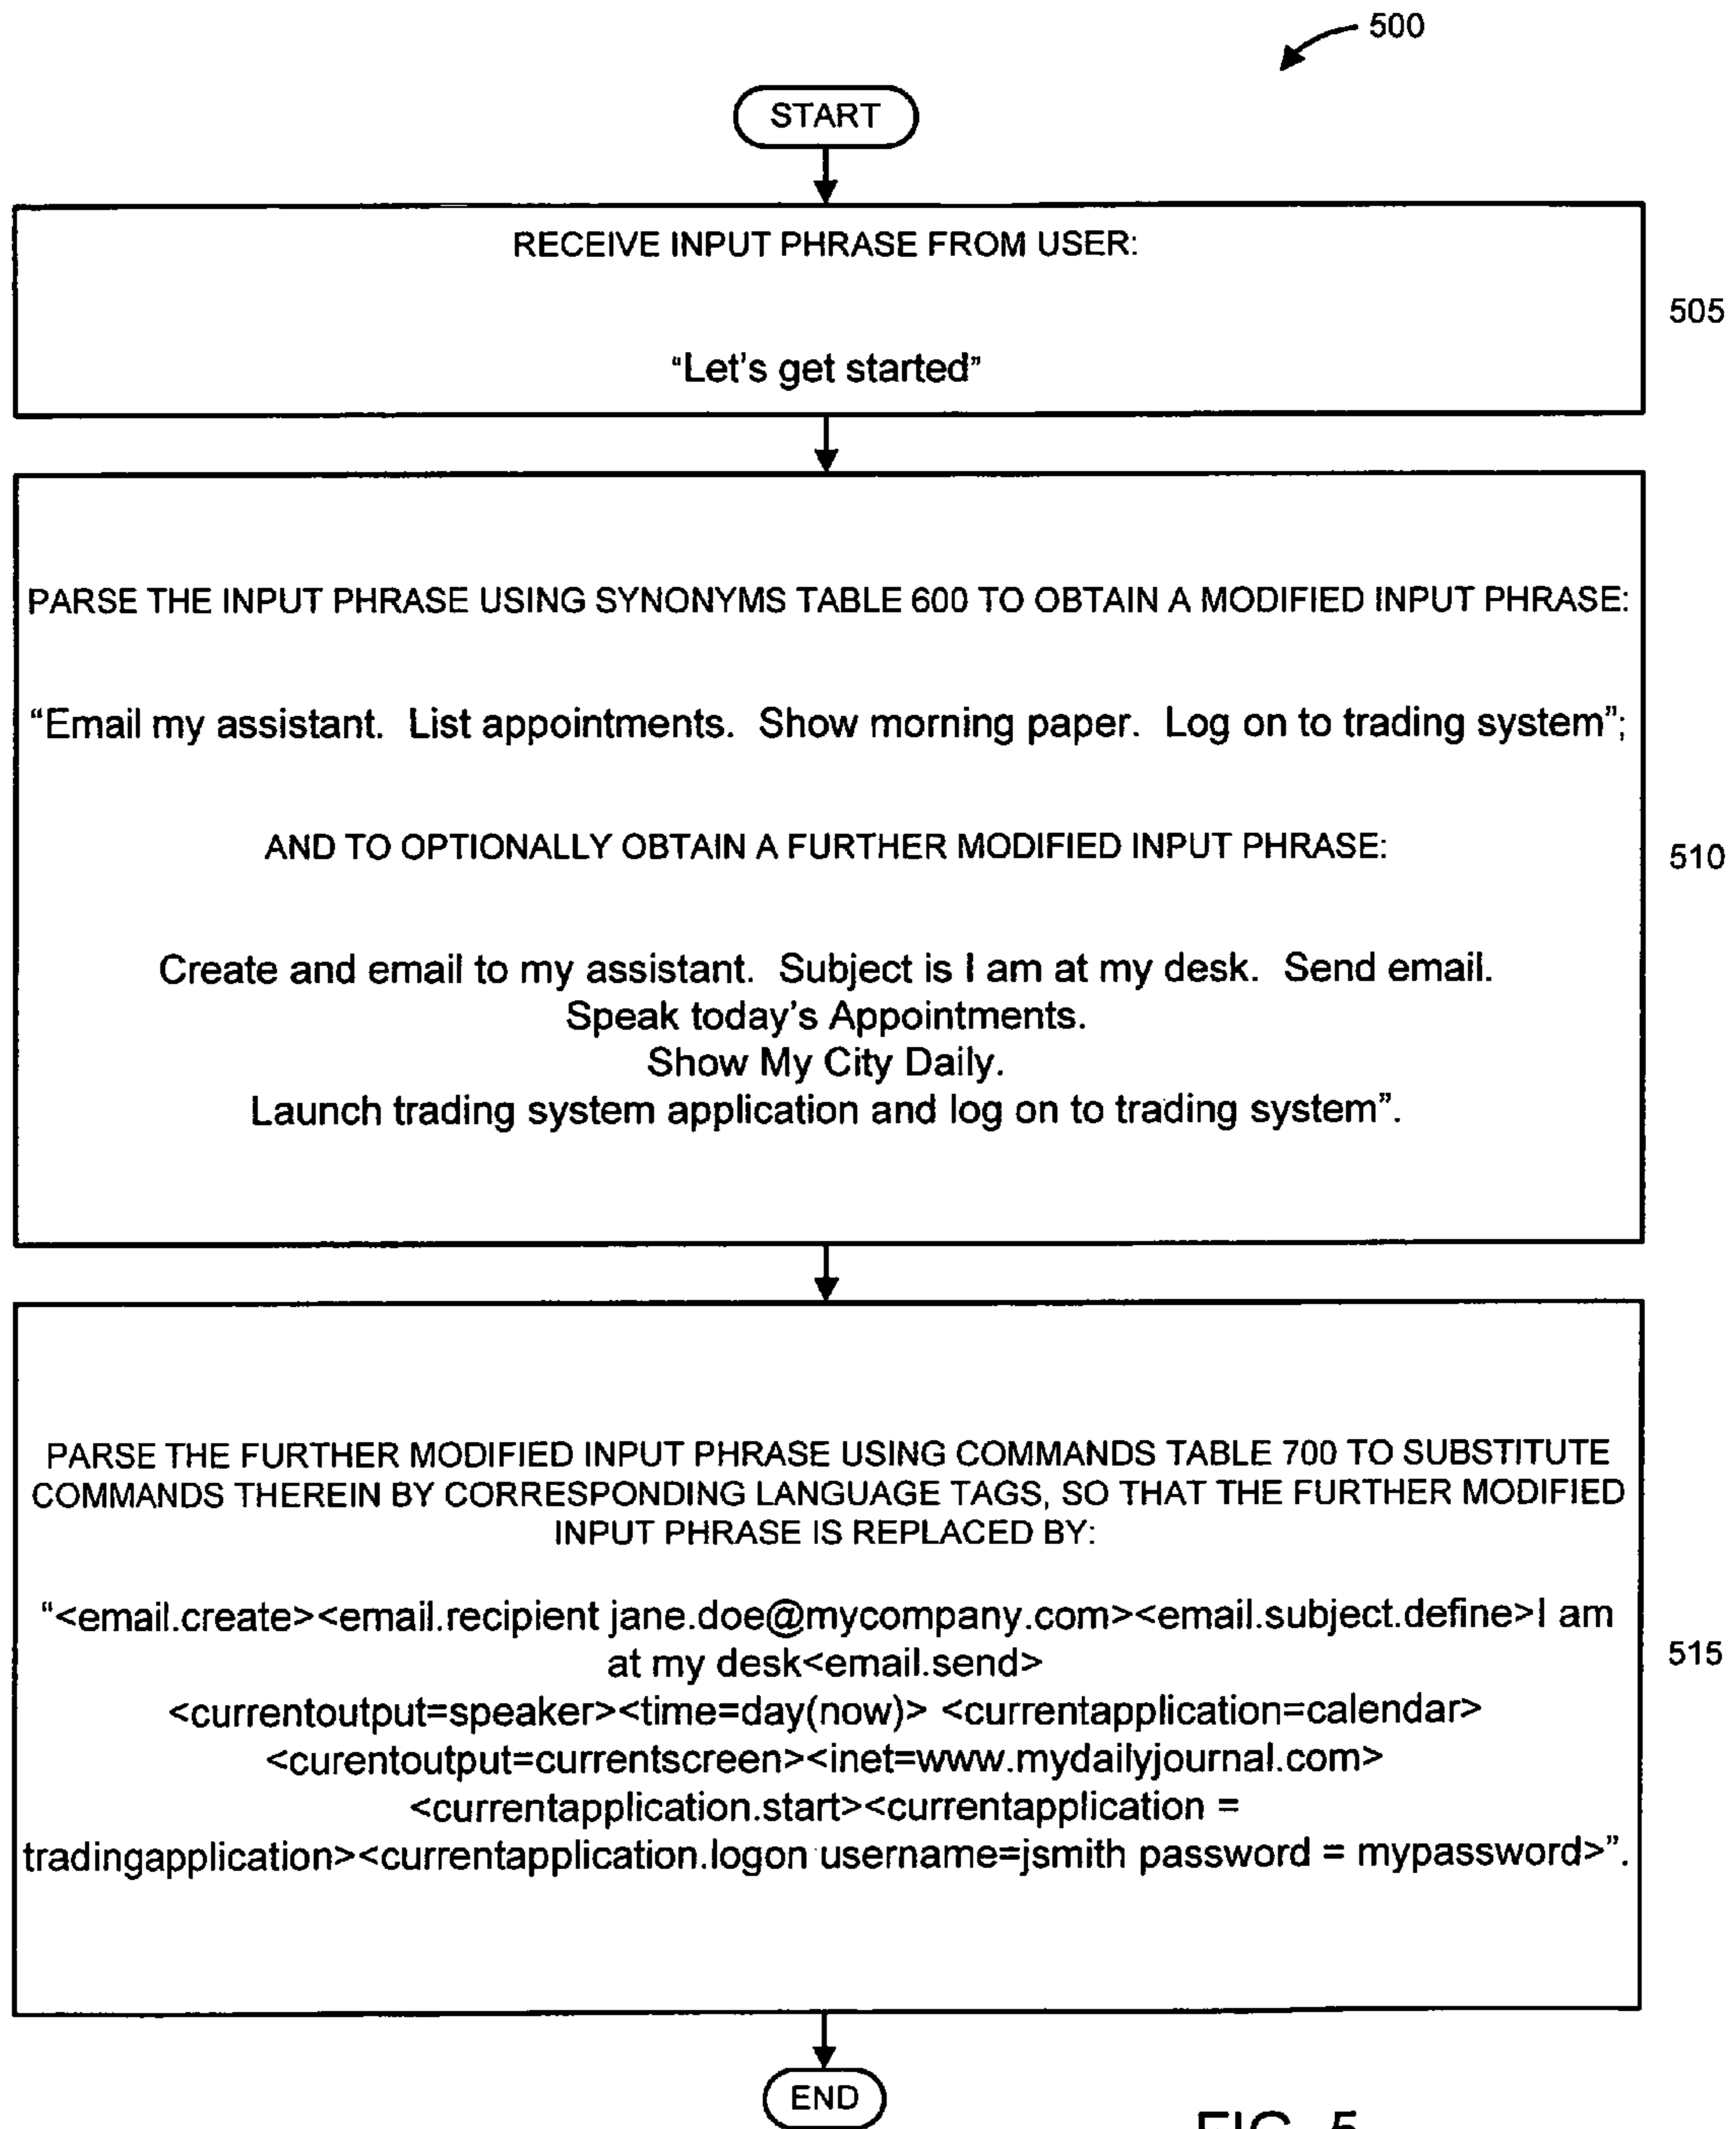 500
START
RECEIVE INPUT PHRASE FROM USER:
“Let's get started”
505
PARSE THE INPUT PHRASE USING SYNONYMS TABLE 600 TO OBTAIN A MODIFIED INPUT PHRASE:
“Email my assistant. List appointments. Show morning paper. Log on to trading system”;
AND TO OPTIONALLY OBTAIN A FURTHER MODIFIED INPUT PHRASE:
510
Create and email to my assistant. Subject is I am at my desk. Send email.
Speak today's Appointments.
Show My City Daily.
Launch trading system application and log on to trading system”.
PARSE THE FURTHER MODIFIED INPUT PHRASE USING COMMANDS TABLE 700 TO SUBSTITUTE
COMMANDS THEREIN BY CORRESPONDING LANGUAGE TAGS, SO THAT THE FURTHER MODIFIED
INPUT PHRASE IS REPLACED BY:
“<email.create><email.recipient jane.doe@mycompany.com><email.subject.define>I am
at my desk<email.send>
515
<currentoutput=speaker><time=day(now)> <currentapplication=calendar>
<curentoutput=currentscreen><inet=www.mydailyjournal.com>
<currentapplication.start><currentapplication =
tradingapplication><currentapplication.logon username=jsmith password = mypassword>”.
END
FIG. 5